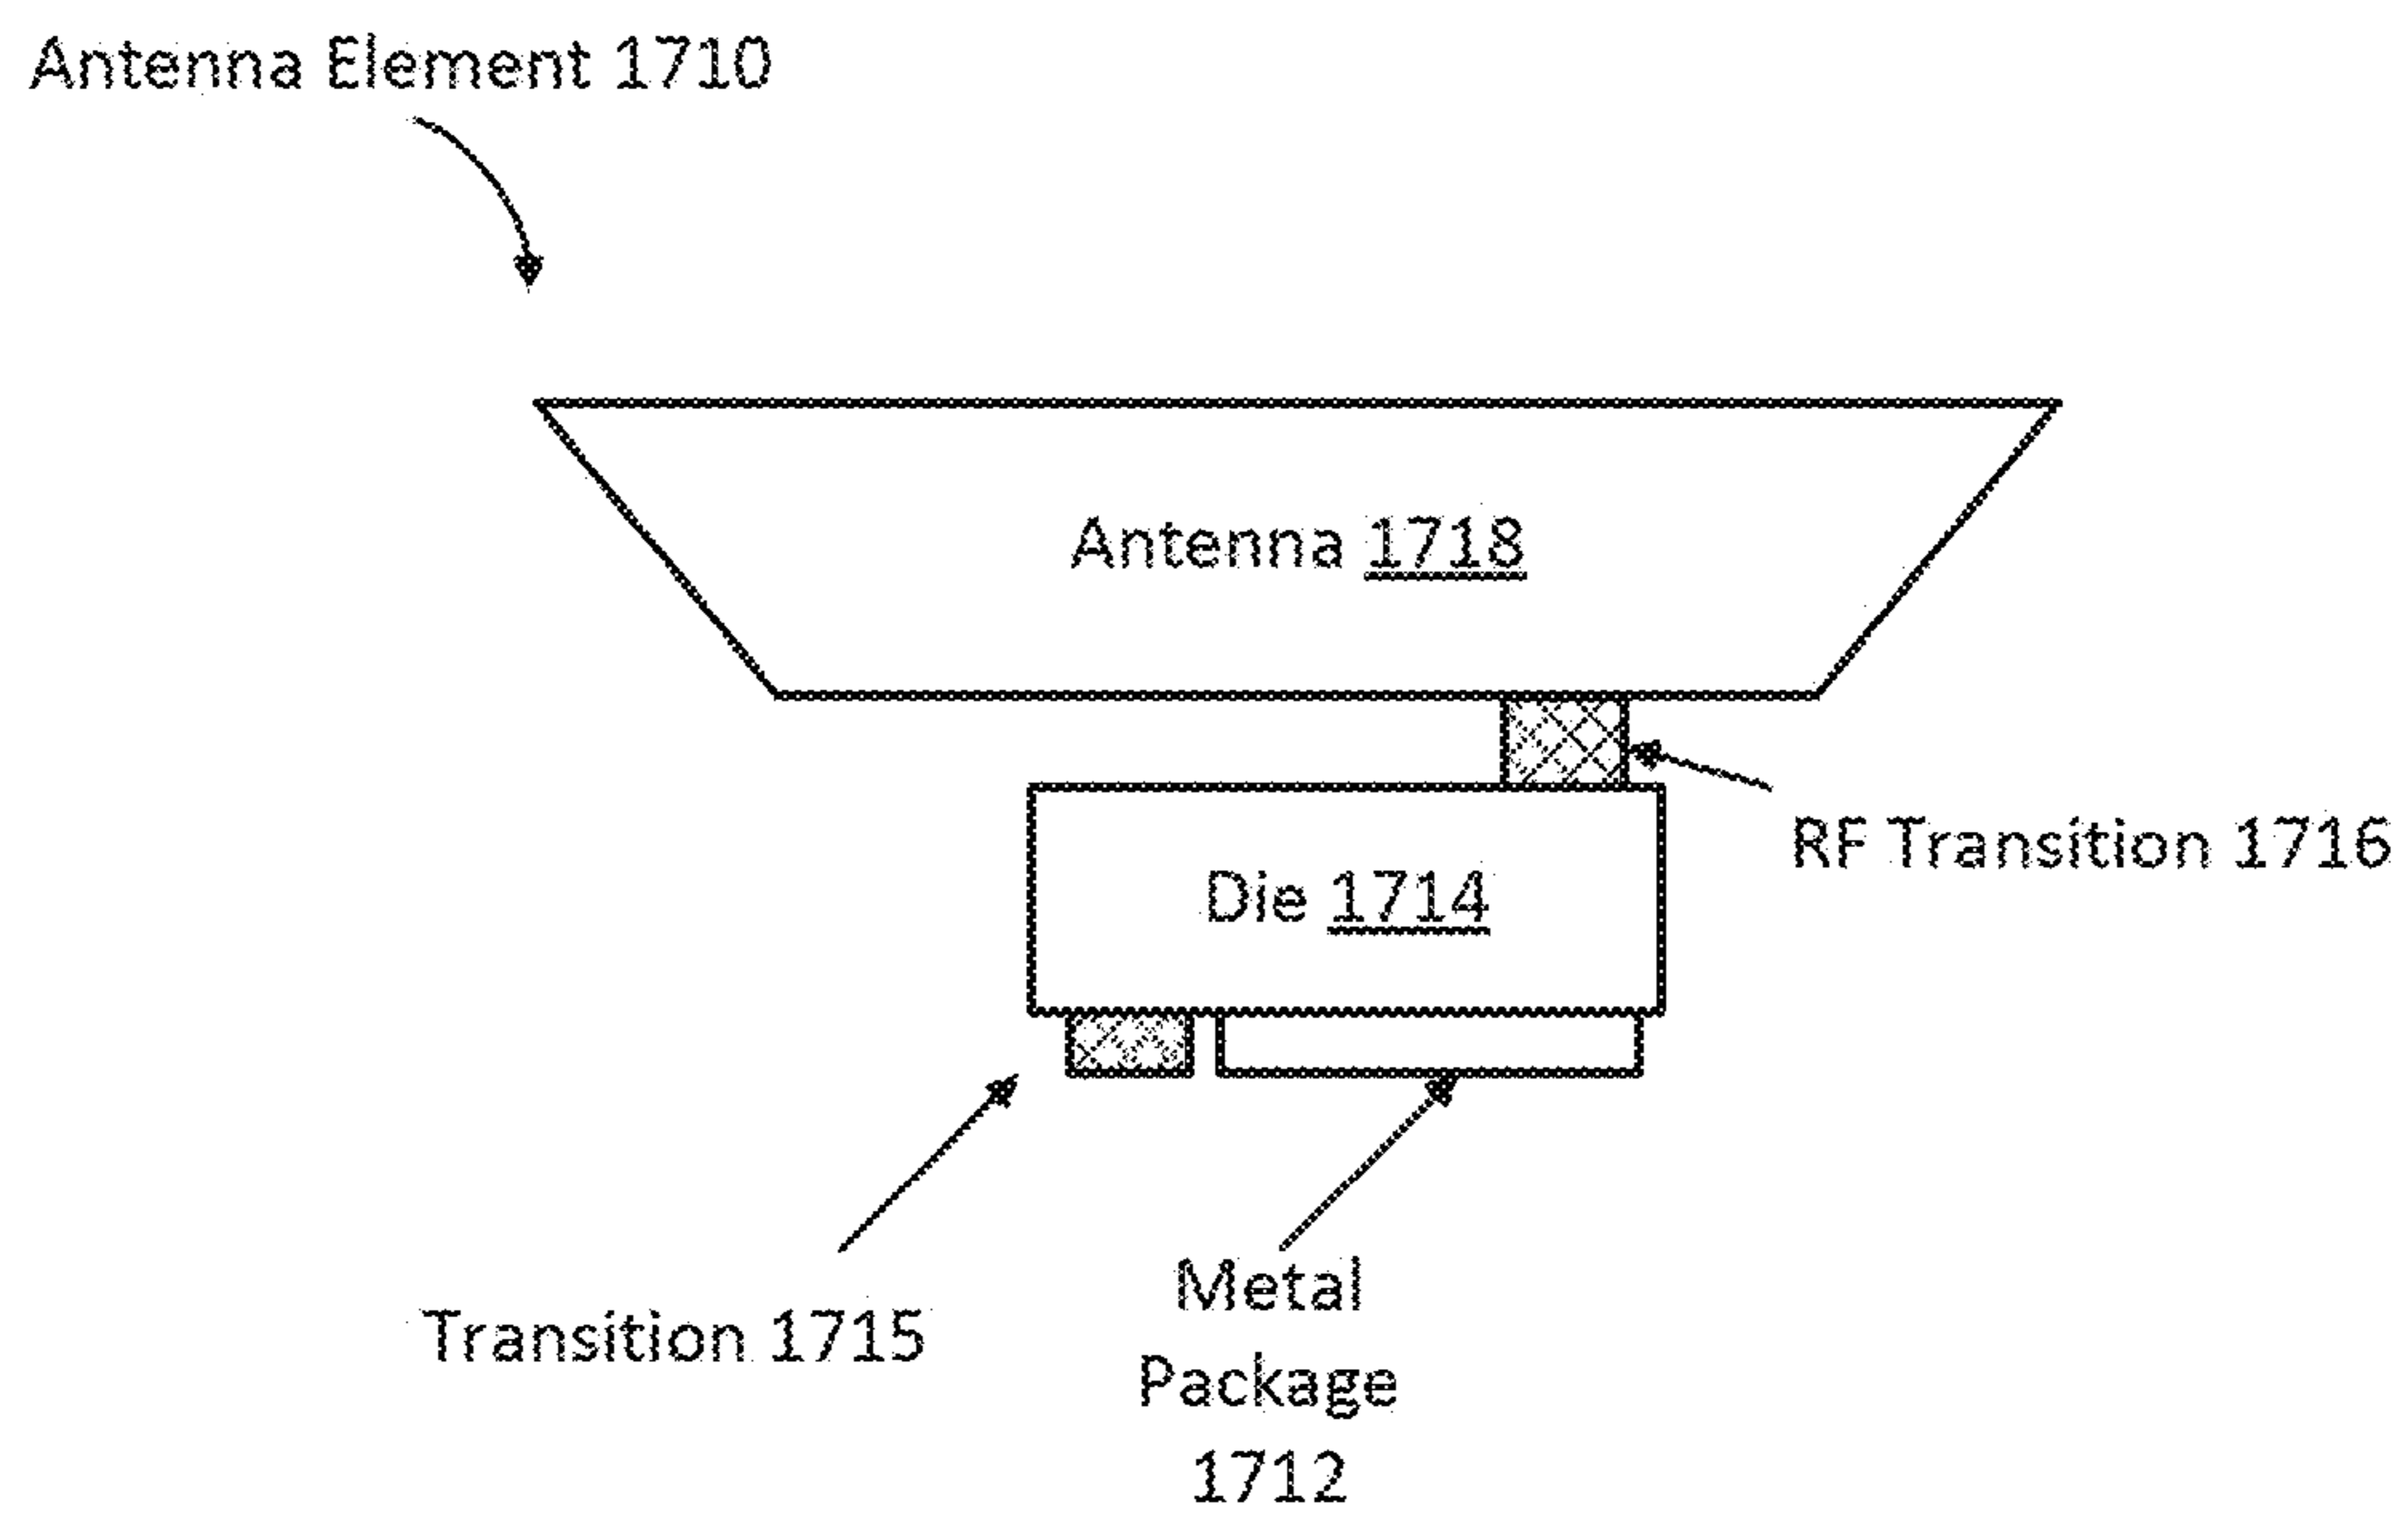 Antenna Element 1710
Antenna 1718
RF Transition 1716
Die 1714
Transition 1715
Metal
Package
1712